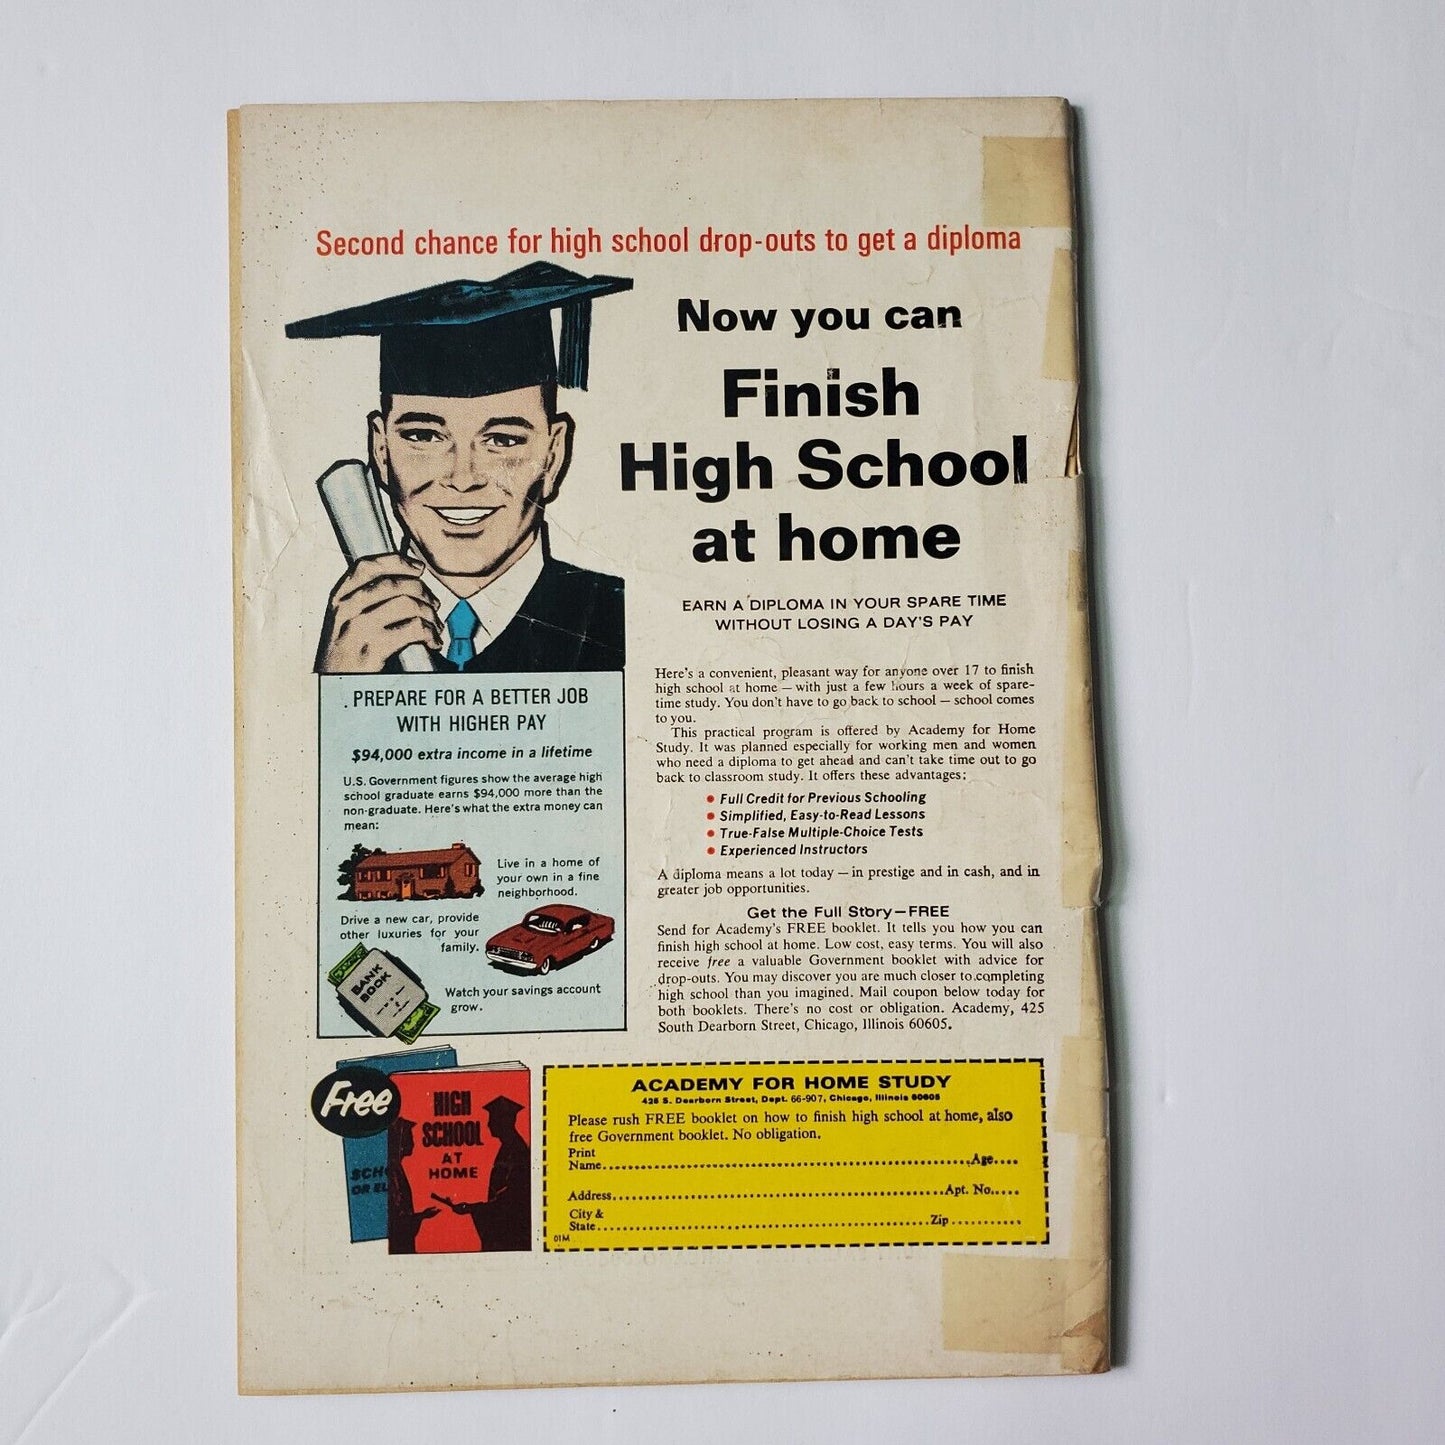 Second chance for high school drop-outs to get a diploma
Now you can
Finish
High School
at home
EARN A DIPLOMA IN YOUR SPARE TIME
WITHOUT LOSING A DAY'S PAY
PREPARE FOR A BETTER JOB
WITH HIGHER PAY
$94,000 extra income in a lifetime
U.S. Government figures show the average high
school graduate earns $94,000 more than the
non-graduate. Here's what the extra money can
mean:
Live in a home of
your own in a fine
neighborhood.
Drive a new car, provide
other luxuries for your
family.
BANK
BOOK
Watch your savings account
grow.
Here's a convenient, pleasant way for anyone over 17 to finish
high school at home — with just a few hours a week of spare-
time study. You don't have to go back to school — school comes
to you.
This practical program is offered by Academy for Home
Study. It was planned especially for working men and women
who need a diploma to get ahead and can't take time out to go
back to classroom study. It offers these advantages:
• Full Credit for Previous Schooling
• Simplified, Easy-to-Read Lessons
• True-False Multiple-Choice Tests
• Experienced Instructors
A diploma means a lot today — in prestige and in cash, and in
greater job opportunities.
Get the Full Story—FREE
Send for Academy's FREE booklet. It tells you how you can
finish high school at home. Low cost, easy terms. You will also
receive free a valuable Government booklet with advice for
drop-outs. You may discover you are much closer to completing
high school than you imagined. Mail coupon below today for
both booklets. There's no cost or obligation. Academy, 425
South Dearborn Street, Chicago, Illinois 60605.
Free
HIGH
SCHOOL
AT
HOME
SCH
OR EL
ACADEMY FOR HOME STUDY
425 S. Dearborn Street, Dept. 66-907, Chicago, Illinois 60605
Please rush FREE booklet on how to finish high school at home, also
free Government booklet. No obligation.
Print
Name Age
Address Apt. No.
City &
State Zip
01M